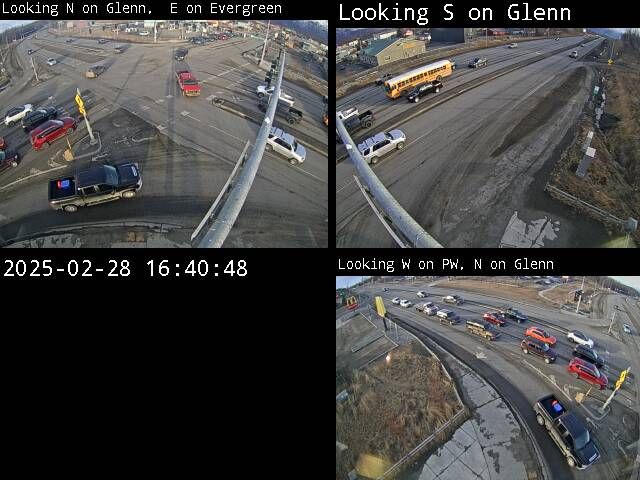 Looking N on Glenn,  E on Evergreen
Looking S on Glenn
2025-02-28 16:40:48
Looking W on PW, N on Glenn